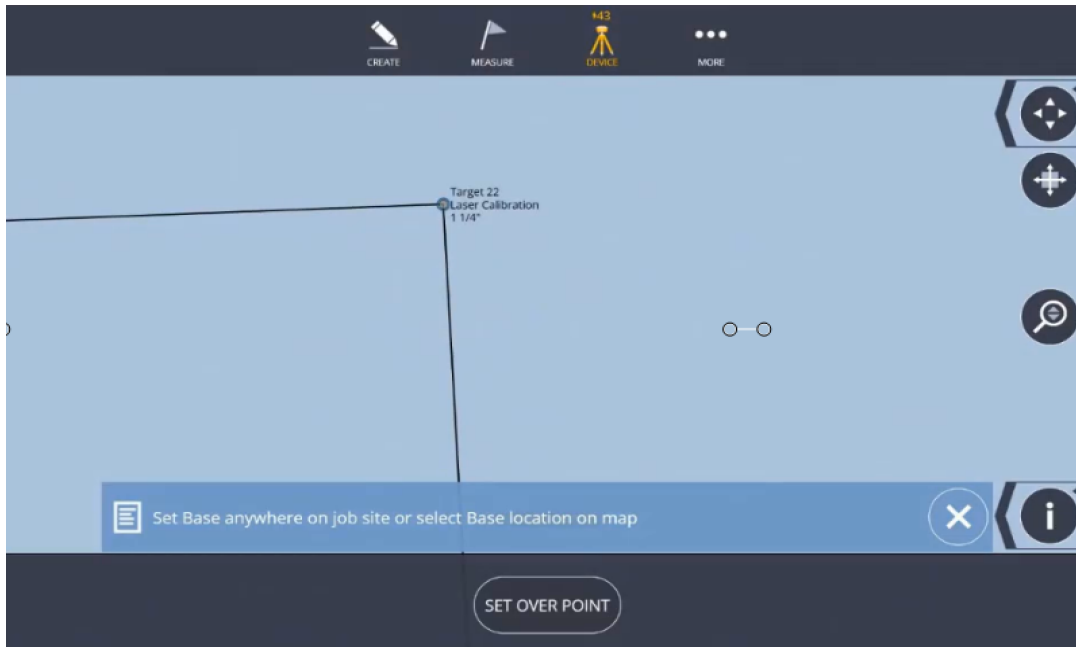 43
CREATE
MEASURE
DEVICE
MORE
Target 22
Laser Calibration
1 1/4"
Set Base anywhere on job site or select Base location on map
i
SET OVER POINT